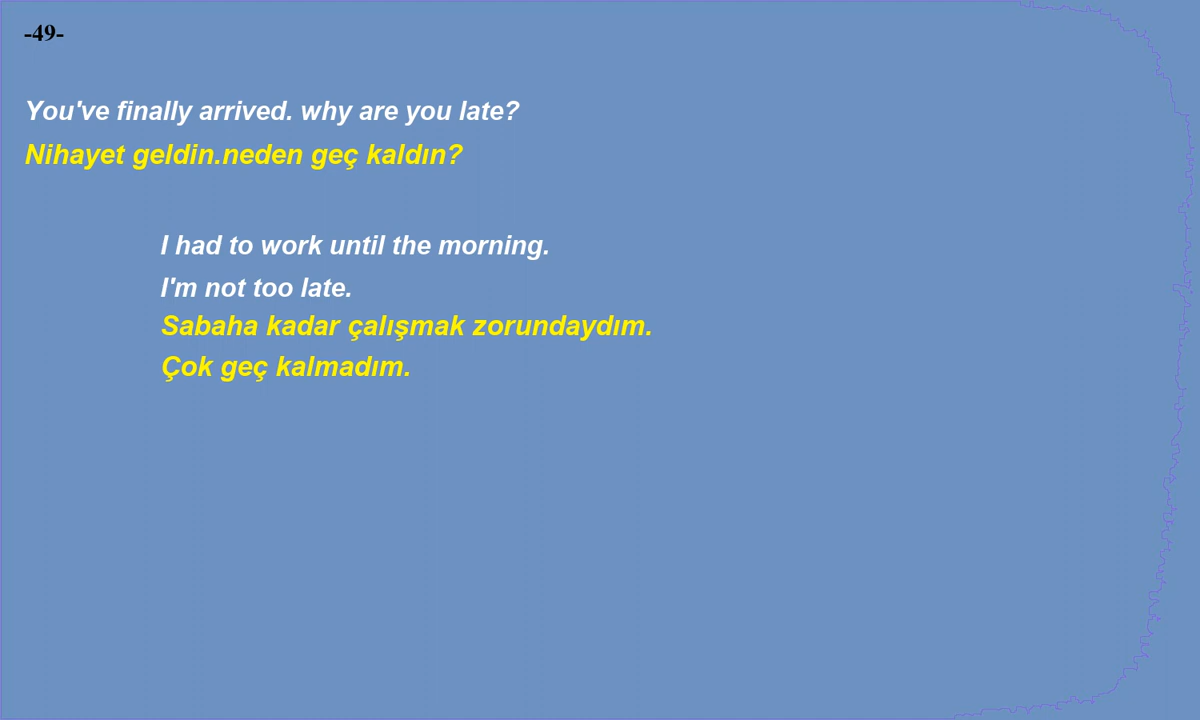 -49-
You've finally arrived. why are you late?
Nihayet geldin.neden geç kaldın?
I had to work until the morning.
I'm not too late.
Sabaha kadar çalışmak zorundaydım.
Çok geç kalmadım.